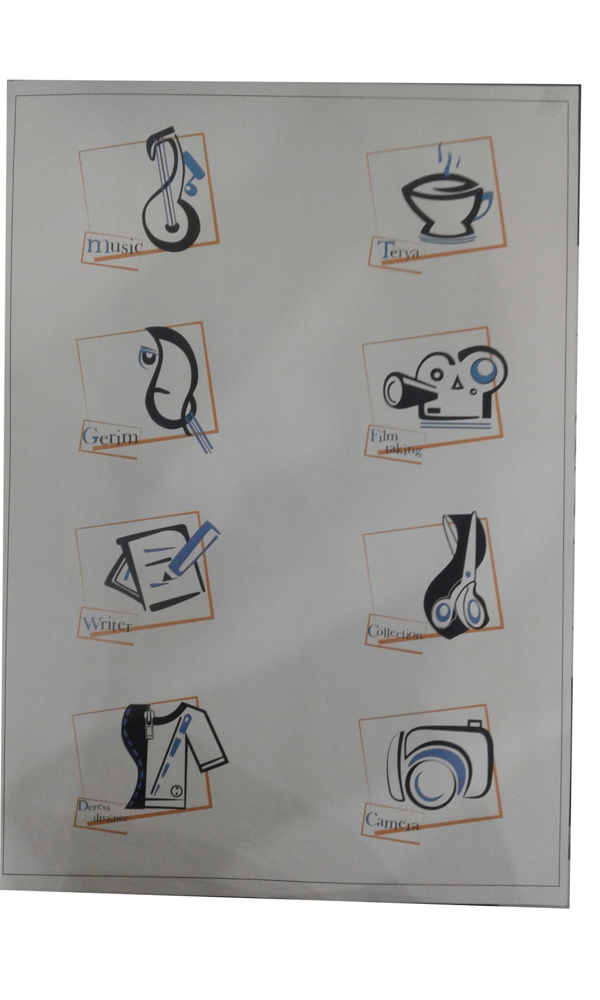 music
Terya
Gerim
Film
taking
Writer
Collection
Deress
disainer
Camera